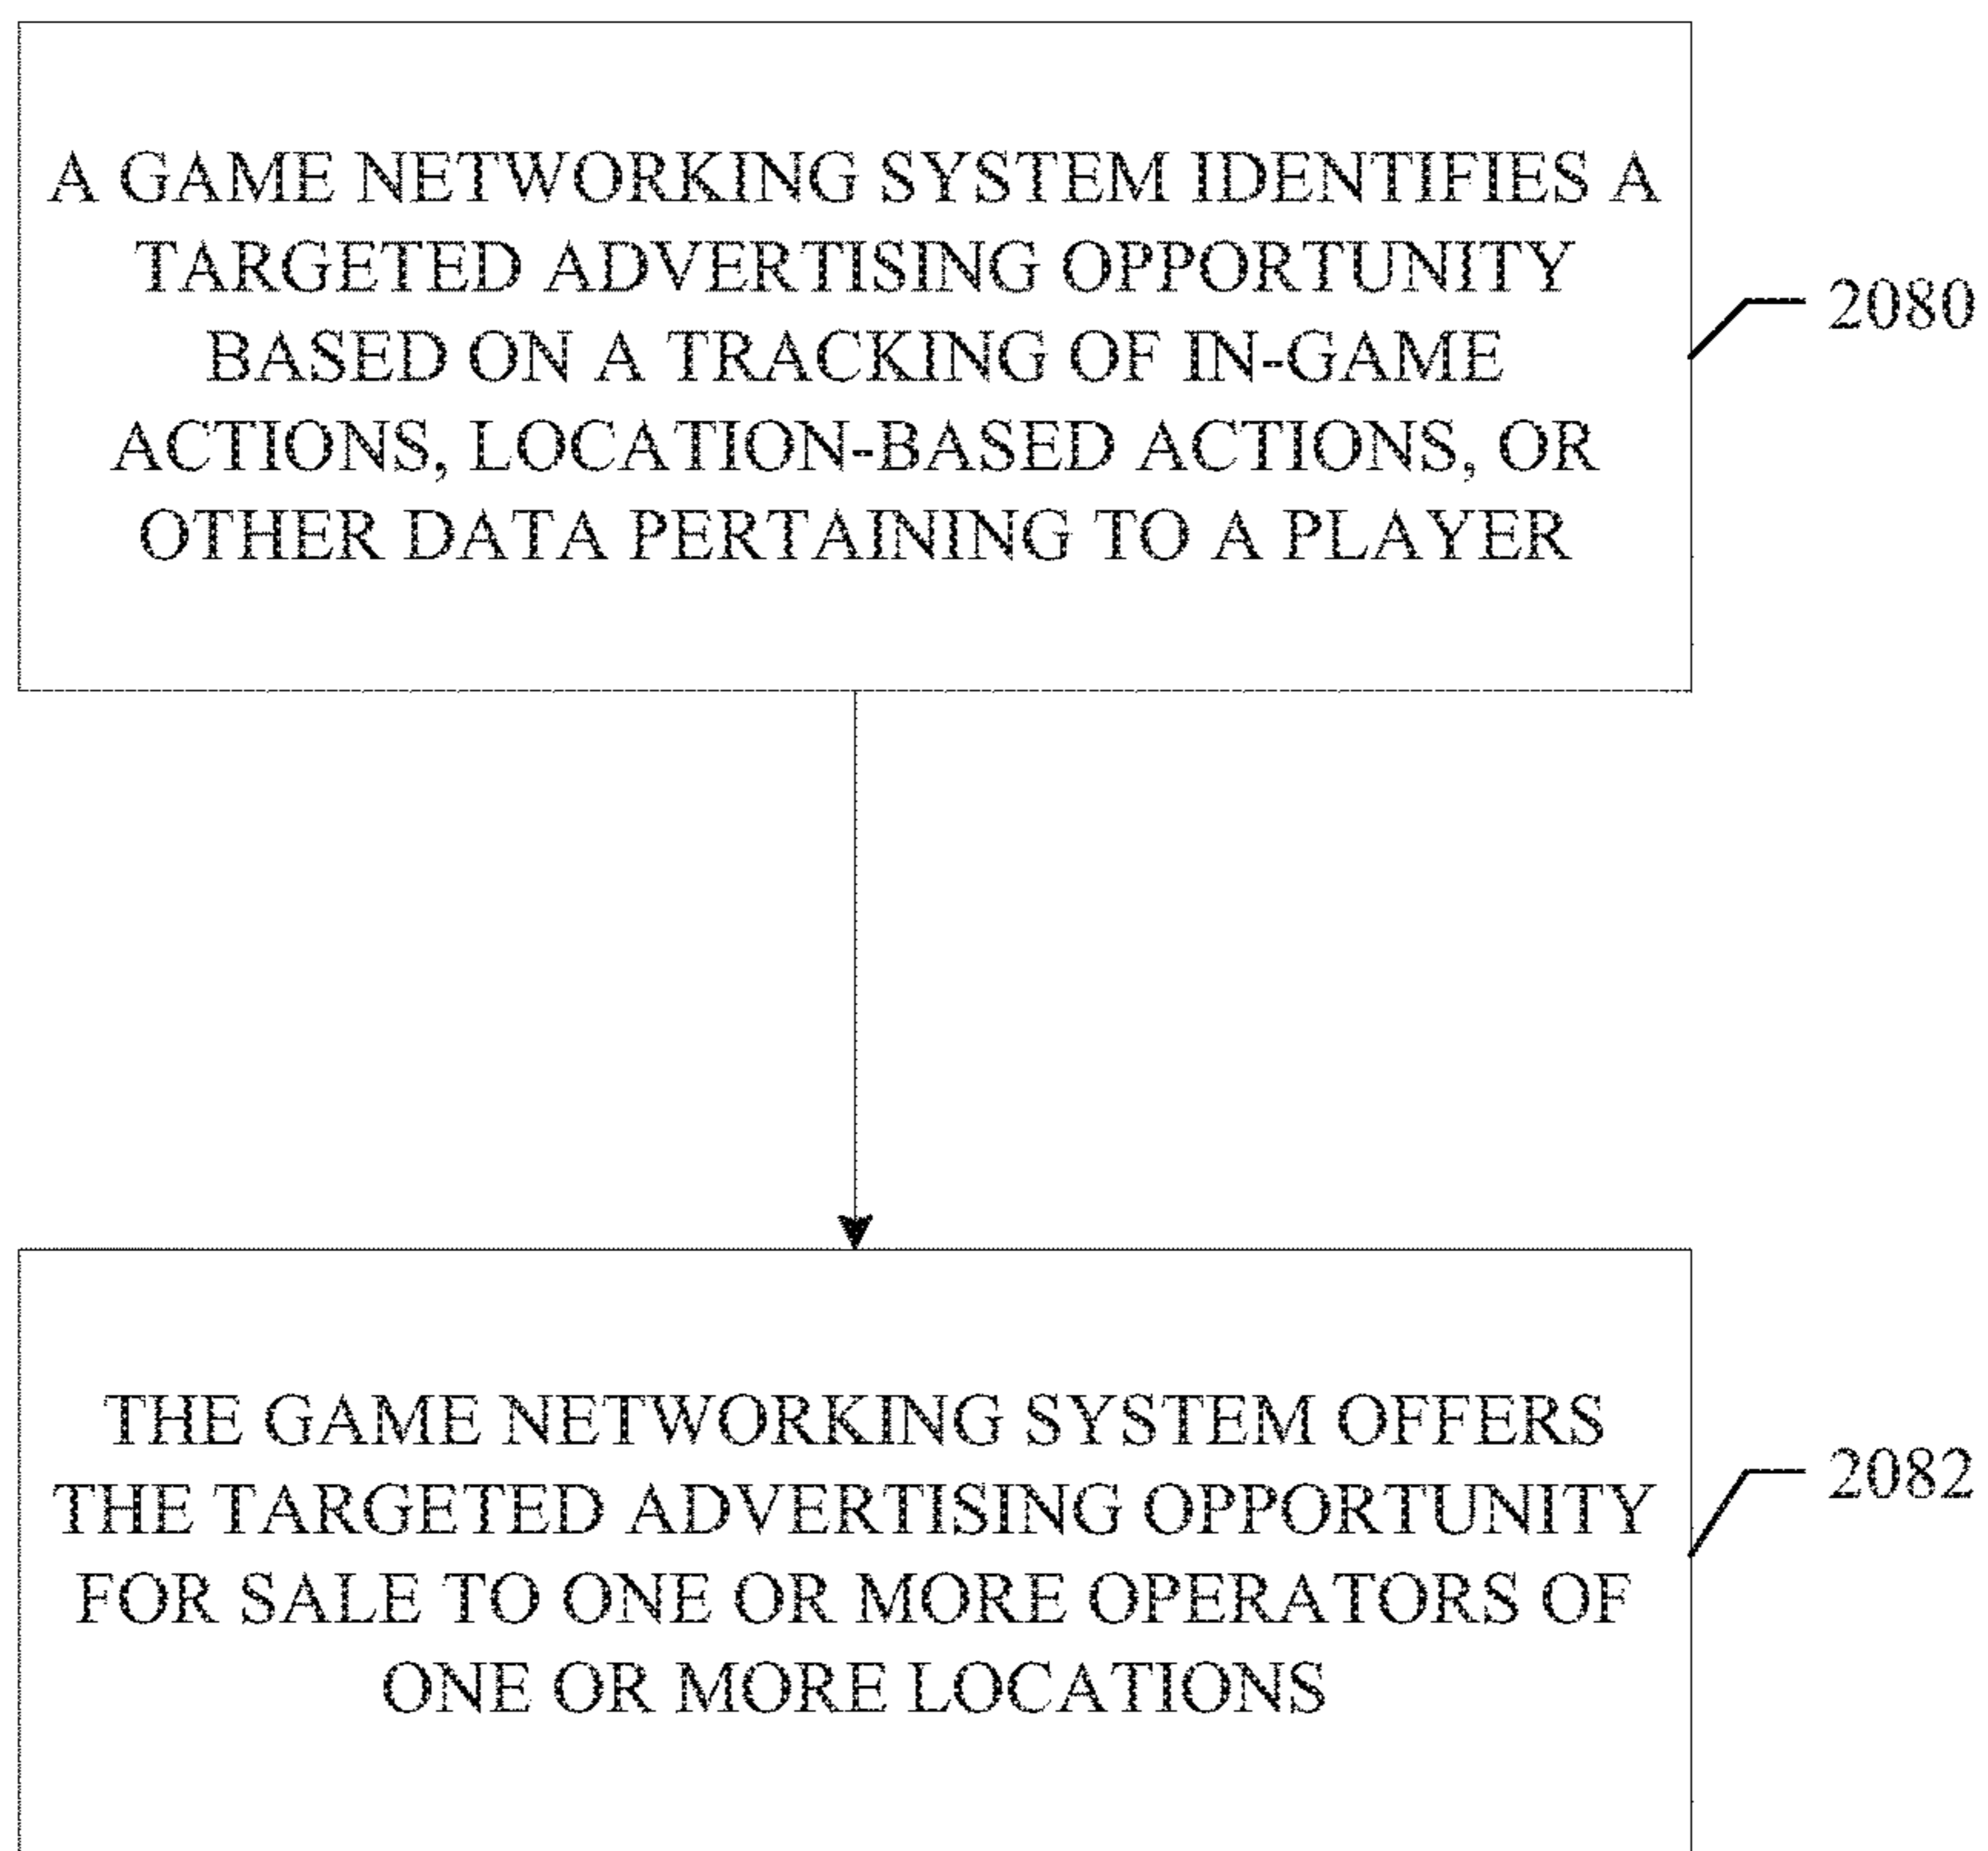 A GAME NETWORKING SYSTEM IDENTIFIES A
TARGETED ADVERTISING OPPORTUNITY
BASED ON A TRACKING OF IN-GAME
ACTIONS, LOCATION-BASED ACTIONS, OR
OTHER DATA PERTAINING TO A PLAYER
2080
THE GAME NETWORKING SYSTEM OFFERS
THE TARGETED ADVERTISING OPPORTUNITY
FOR SALE TO ONE OR MORE OPERATORS OF
ONE OR MORE LOCATIONS
2082